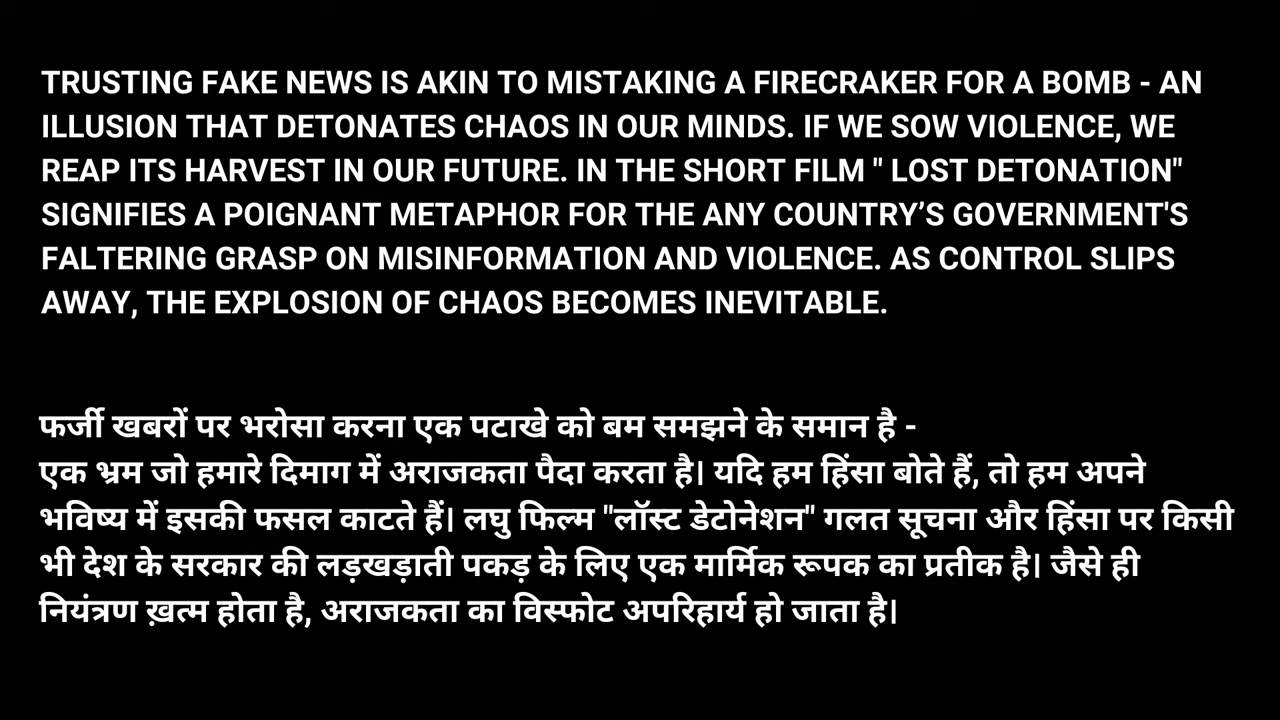 TRUSTING FAKE NEWS IS AKIN TO MISTAKING A FIRECRAKER FOR A BOMB - AN
ILLUSION THAT DETONATES CHAOS IN OUR MINDS. IF WE SOW VIOLENCE, WE
REAP ITS HARVEST IN OUR FUTURE. IN THE SHORT FILM " LOST DETONATION"
SIGNIFIES A POIGNANT METAPHOR FOR THE ANY COUNTRY’S GOVERNMENT'S
FALTERING GRASP ON MISINFORMATION AND VIOLENCE. AS CONTROL SLIPS
AWAY, THE EXPLOSION OF CHAOS BECOMES INEVITABLE.
फर्जी खबरों पर भरोसा करना एक पटाखे को बम समझने के समान है -
एक भ्रम जो हमारे दिमाग में अराजकता पैदा करता है। यदि हम हिंसा बोते हैं, तो हम अपने
भविष्य में इसकी फसल काटते हैं। लघु फिल्म "लॉस्ट डेटोनेशन" गलत सूचना और हिंसा पर किसी
भी देश के सरकार की लड़खड़ाती पकड़ के लिए एक मार्मिक रूपक का प्रतीक है। जैसे ही
नियंत्रण ख़त्म होता है, अराजकता का विस्फोट अपरिहार्य हो जाता है।